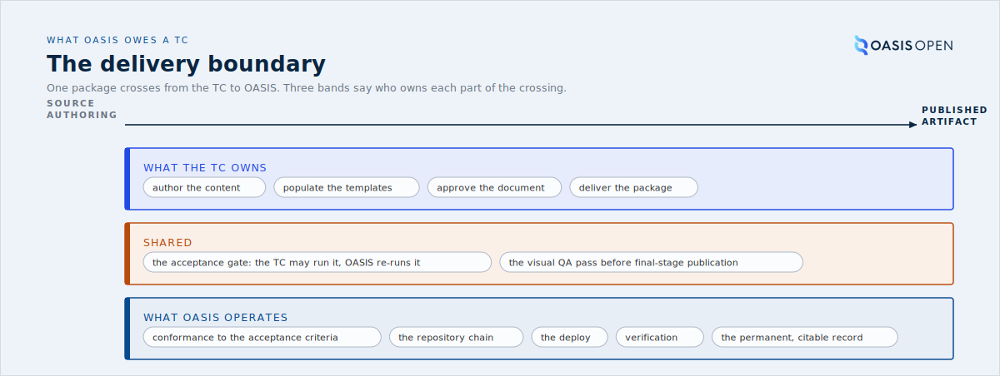 WHAT OASIS OWES A TC
OASIS OPEN
The delivery boundary
One package crosses from the TC to OASIS. Three bands say who owns each part of the crossing.
SOURCE
AUTHORING
PUBLISHED
ARTIFACT
WHAT THE TC OWNS
author the content
populate the templates
approve the document
deliver the package
SHARED
the acceptance gate: the TC may run it, OASIS re-runs it
the visual QA pass before final-stage publication
WHAT OASIS OPERATES
conformance to the acceptance criteria
the repository chain
the deploy
verification
the permanent, citable record